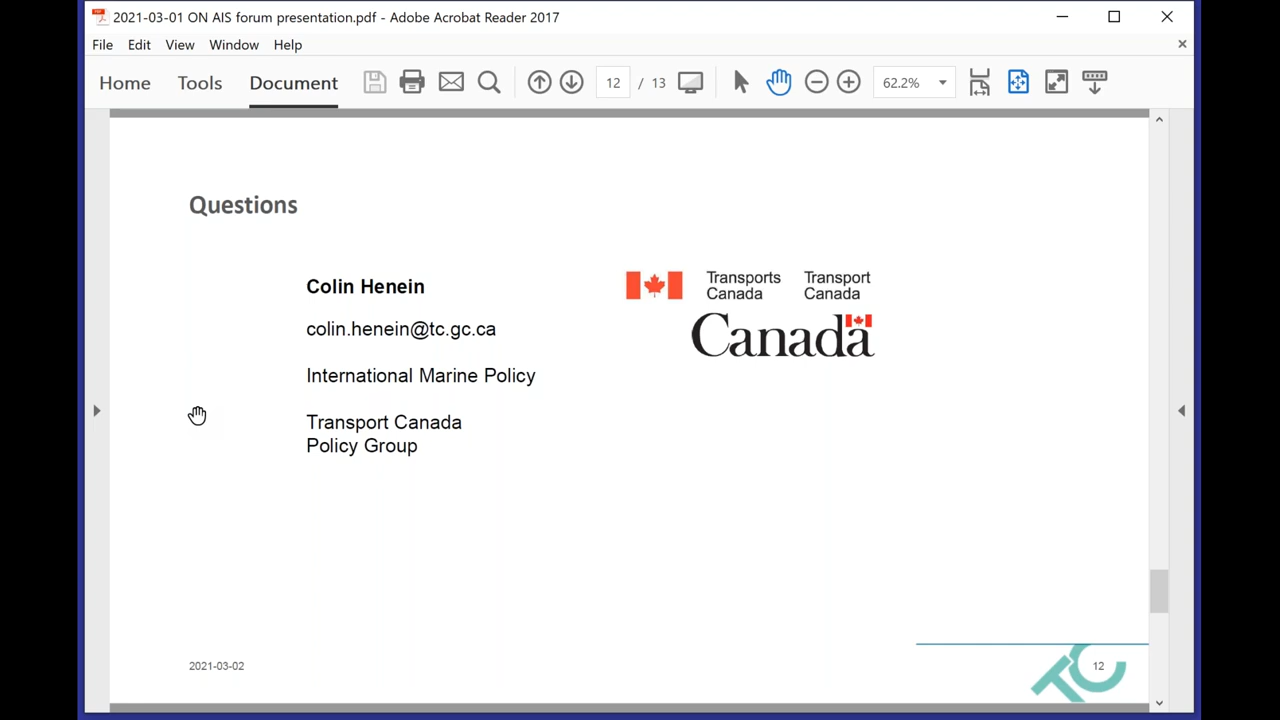 2021-03-01 ON AIS forum presentation.pdf - Adobe Acrobat Reader 2017
File Edit View Window Help
Home Tools Document 12 / 13 62.2%
Questions
Colin Henein
colin.henein@tc.gc.ca
International Marine Policy
Transport Canada
Policy Group
Transports Transport
Canada Canada
Canada
2021-03-02
TC
12